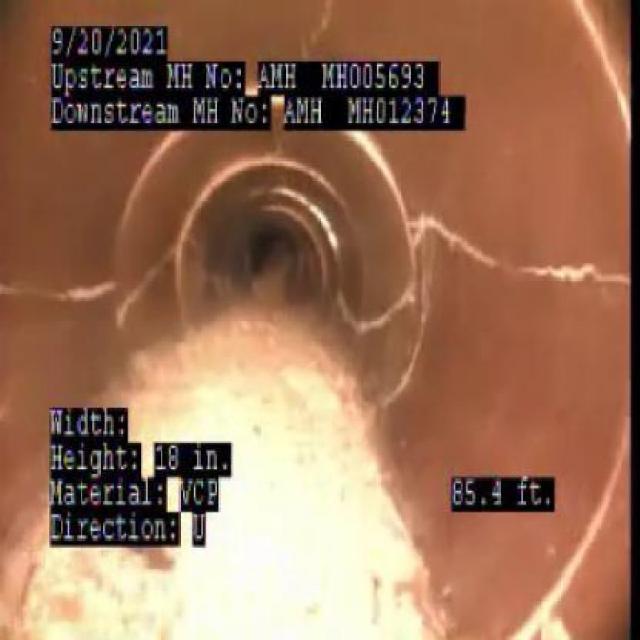 9/20/2021
Upstream MH No: AMH MH005693
Downstream MH No: AMH MH012374
Width:
Height: 18 in.
Material: VCP
85.4 ft.
Direction: U